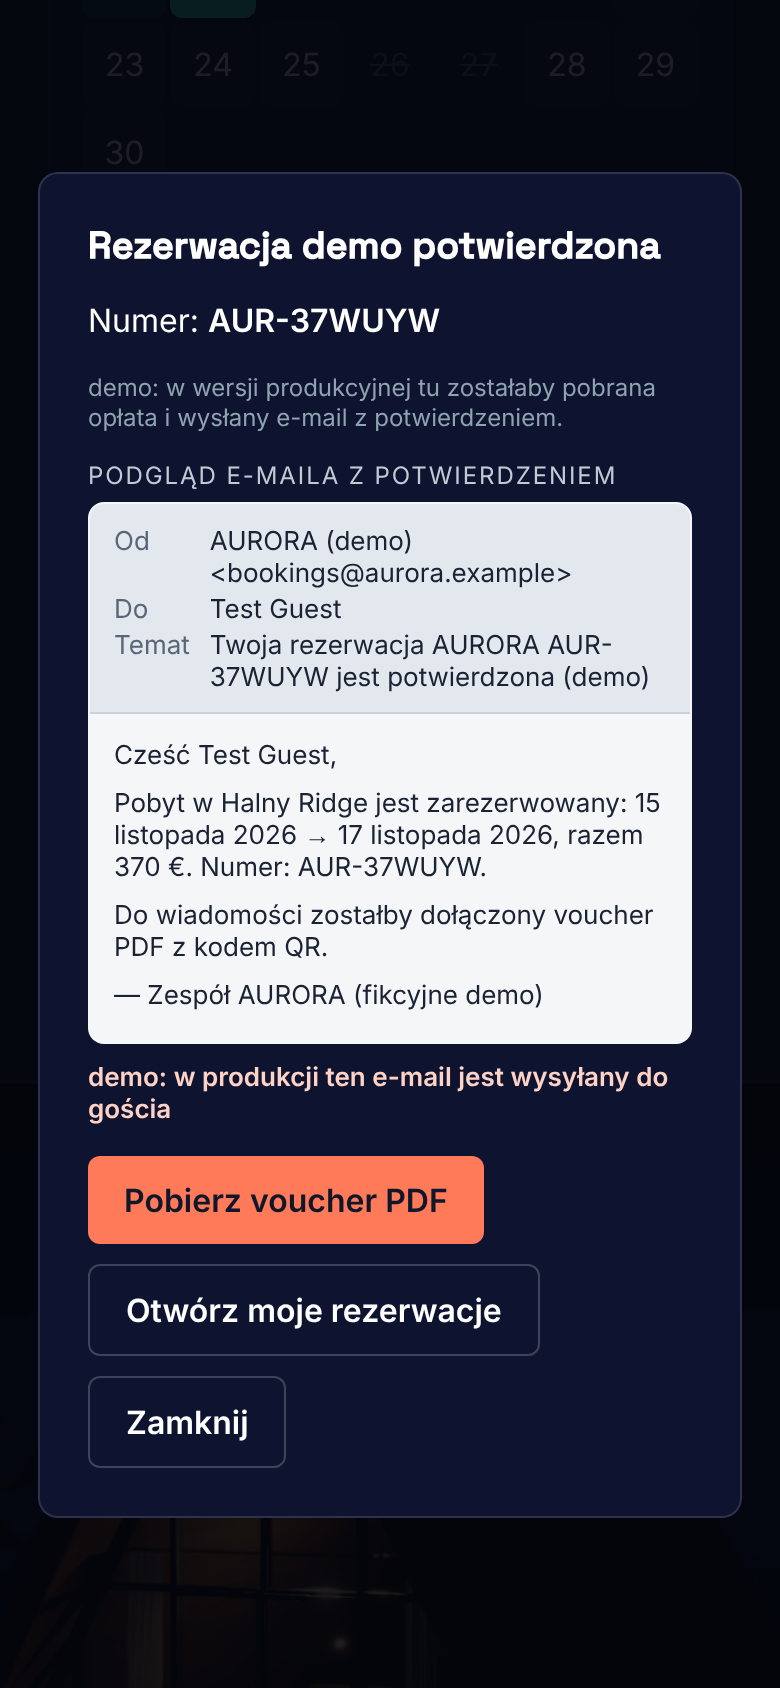 23 24 25 26 27 28 29
30
Rezerwacja demo potwierdzona
Numer: AUR-37WUYW
demo: w wersji produkcyjnej tu zostałaby pobrana
opłata i wysłany e-mail z potwierdzeniem.
PODGLĄD E-MAILA Z POTWIERDZENIEM
Od AURORA (demo)
<bookings@aurora.example>
Do Test Guest
Temat Twoja rezerwacja AURORA AUR-
37WUYW jest potwierdzona (demo)
Cześć Test Guest,
Pobyt w Halny Ridge jest zarezerwowany: 15
listopada 2026 → 17 listopada 2026, razem
370 €. Numer: AUR-37WUYW.
Do wiadomości zostałby dołączony voucher
PDF z kodem QR.
— Zespół AURORA (fikcyjne demo)
demo: w produkcji ten e-mail jest wysyłany do
gościa
Pobierz voucher PDF
Otwórz moje rezerwacje
Zamknij